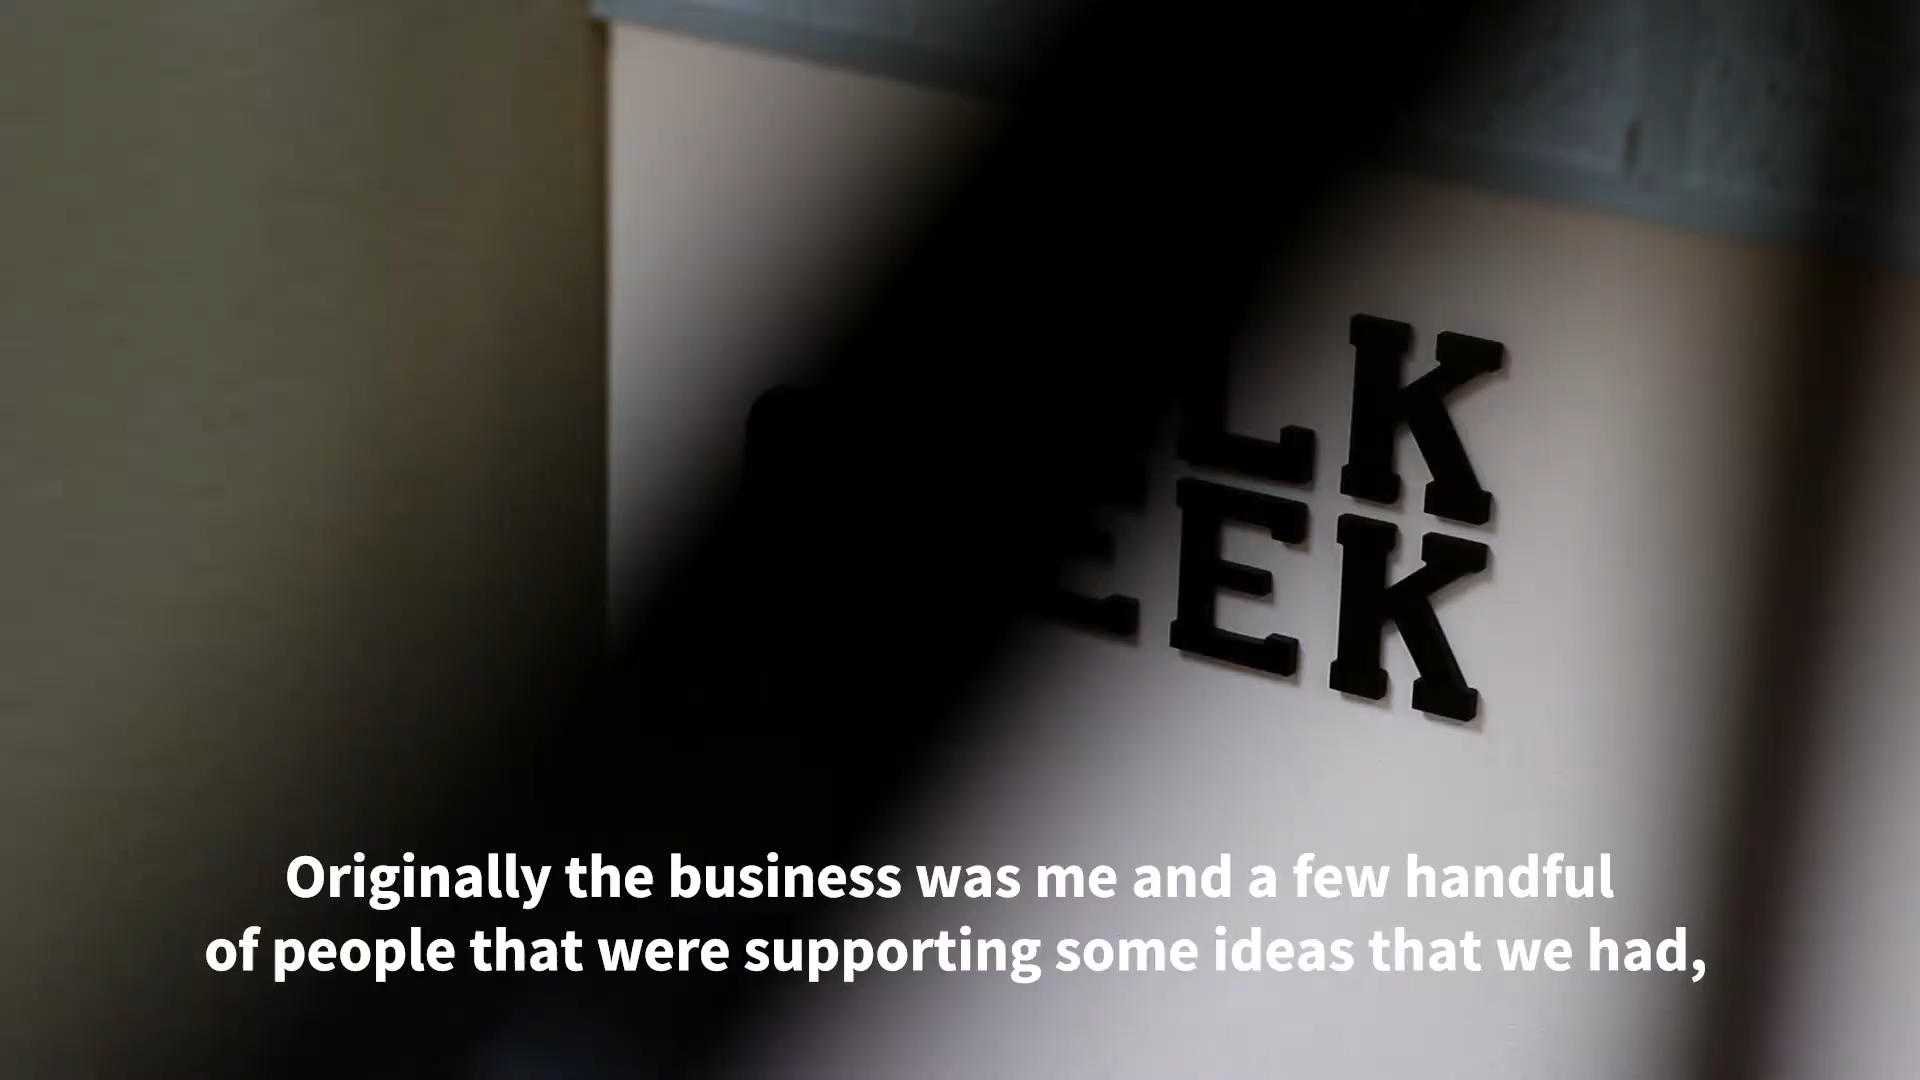 LK
EEK
Originally the business was me and a few handful
of people that were supporting some ideas that we had,